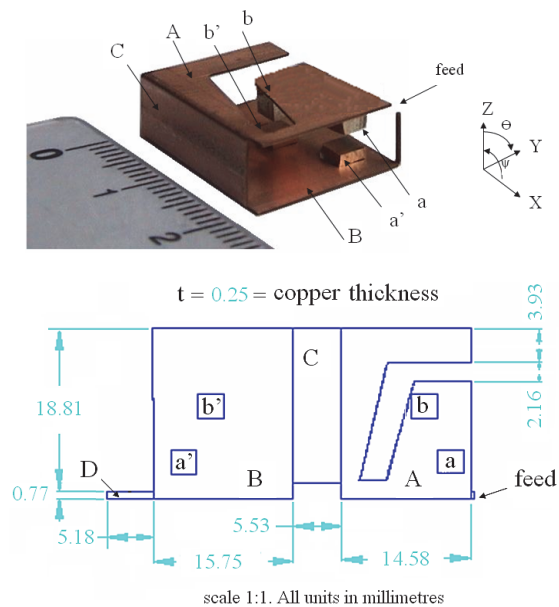 b
b'
A
C
feed
Z
ɵ
Y
Ψ
X
0
1
2
a
a'
B
t = 0.25 = copper thickness
3.93
C
18.81
b'
b
2.16
a'
a
D
B
A
feed
0.77
5.53
5.18
15.75
14.58
scale 1:1. All units in millimetres